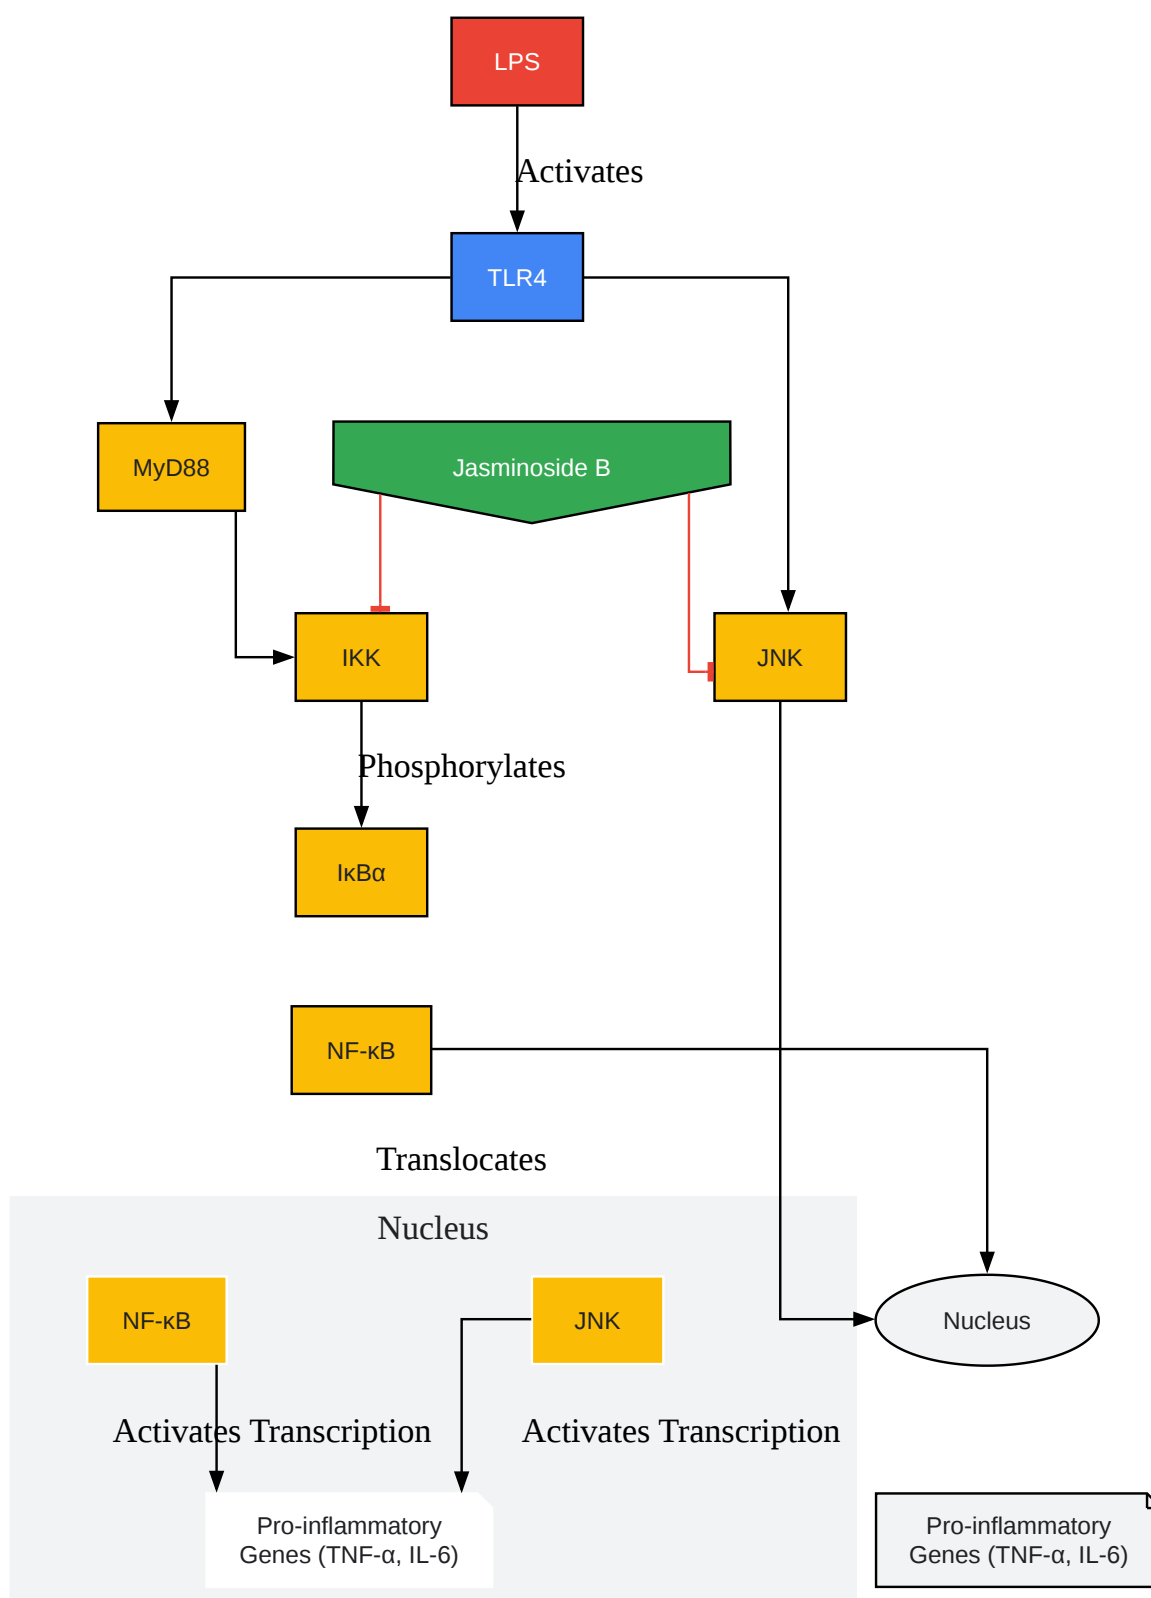 LPS
Activates
TLR4
MyD88
Jasminoside B
IKK
JNK
Phosphorylates
IκBα
NF-κB
Translocates
Nucleus
NF-κB
JNK
Nucleus
Activates Transcription
Activates Transcription
Pro-inflammatory
Genes (TNF-α, IL-6)
Pro-inflammatory
Genes (TNF-α, IL-6)